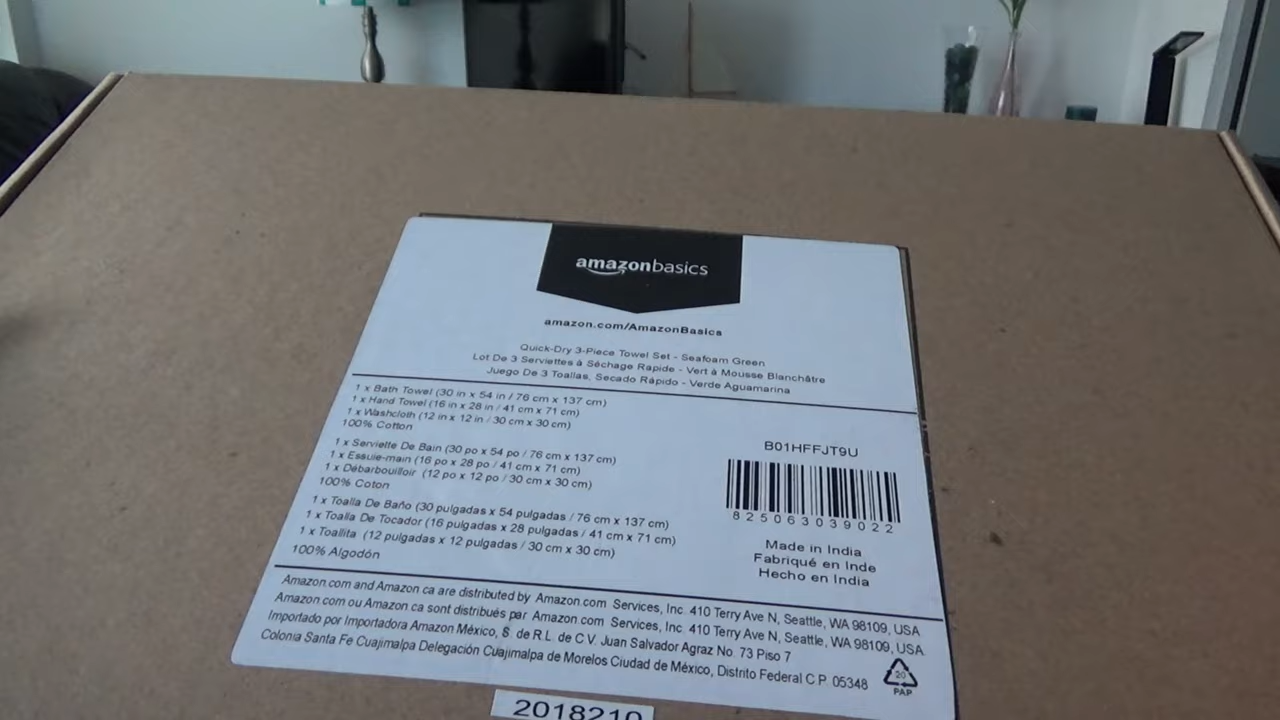 amazonbasics
amazon.com/AmazonBasics
Quick-Dry 3-Piece Towel Set - Seafoam Green
Lot De 3 Serviettes à Séchage Rapide - Vert à Mousse Blanchâtre
Juego De 3 Toallas, Secado Rápido - Verde Aguamarina
1 x Bath Towel (30 in x 54 in / 76 cm x 137 cm)
1 x Hand Towel (16 in x 28 in / 41 cm x 71 cm)
1 x Washcloth (12 in x 12 in / 30 cm x 30 cm)
100% Cotton
1 x Serviette De Bain (30 po x 54 po / 76 cm x 137 cm)
1 x Essuie-main (16 po x 28 po / 41 cm x 71 cm)
1 x Débarbouilloir (12 po x 12 po / 30 cm x 30 cm)
100% Coton
1 x Toalla De Baño (30 pulgadas x 54 pulgadas / 76 cm x 137 cm)
1 x Toalla De Tocador (16 pulgadas x 28 pulgadas / 41 cm x 71 cm)
1 x Toallita (12 pulgadas x 12 pulgadas / 30 cm x 30 cm)
100% Algodón
B01HFFJT9U
825063039022
Made in India
Fabriqué en Inde
Hecho en India
Amazon.com and Amazon.ca are distributed by Amazon.com Services, Inc. 410 Terry Ave N, Seattle, WA 98109, USA
Amazon.com ou Amazon.ca sont distribués par Amazon.com Services, Inc. 410 Terry Ave N, Seattle, WA 98109, USA
Importado por Importadora Amazon México, S. de R.L. de C.V. Juan Salvador Agraz No. 73 Piso 7
Colonia Santa Fe Cuajimalpa Delegación Cuajimalpa de Morelos Ciudad de México, Distrito Federal C.P. 05348
20
PAP
2018210